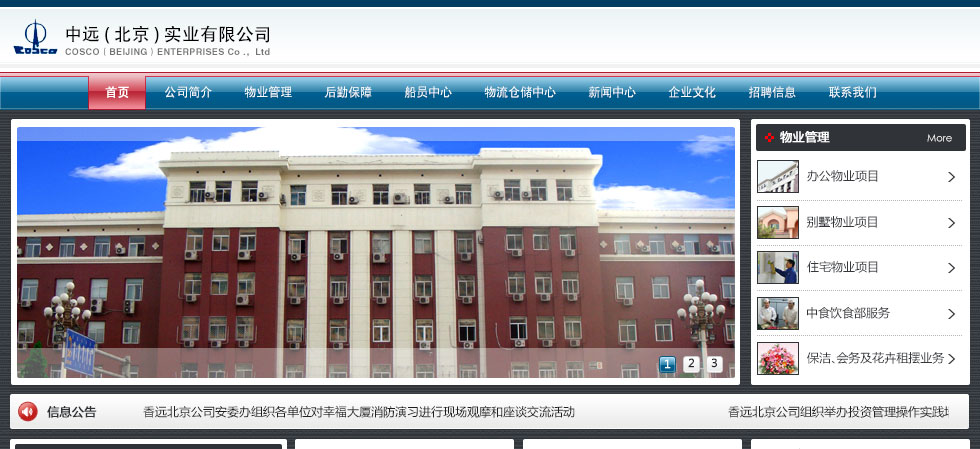 中远(北京)实业有限公司
COSCO
COSCO ( BEIJING ) ENTERPRISES Co ., Ltd
首页 公司简介 物业管理 后勤保障 船员中心 物流仓储中心 新闻中心 企业文化 招聘信息 联系我们
物业管理 More
办公物业项目
别墅物业项目
住宅物业项目
中食饮食部服务
保洁、会务及花卉租摆业务
1 2 3
信息公告 香远北京公司安委办组织各单位对幸福大厦消防演习进行现场观摩和座谈交流活动 香远北京公司组织举办投资管理操作实践